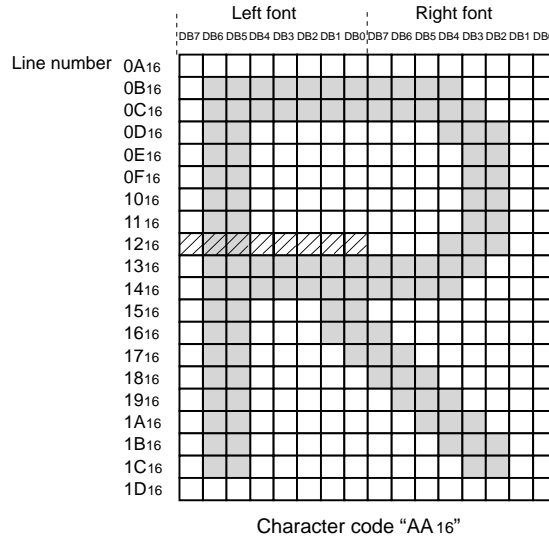 Left font Right font
DB7 DB6 DB5 DB4 DB3 DB2 DB1 DB0 DB7 DB6 DB5 DB4 DB3 DB2 DB1 DB0
Line number 0A16
0B16
0C16
0D16
0E16
0F16
1016
1116
1216
1316
1416
1516
1616
1716
1816
1916
1A16
1B16
1C16
1D16
Character code “AA16”